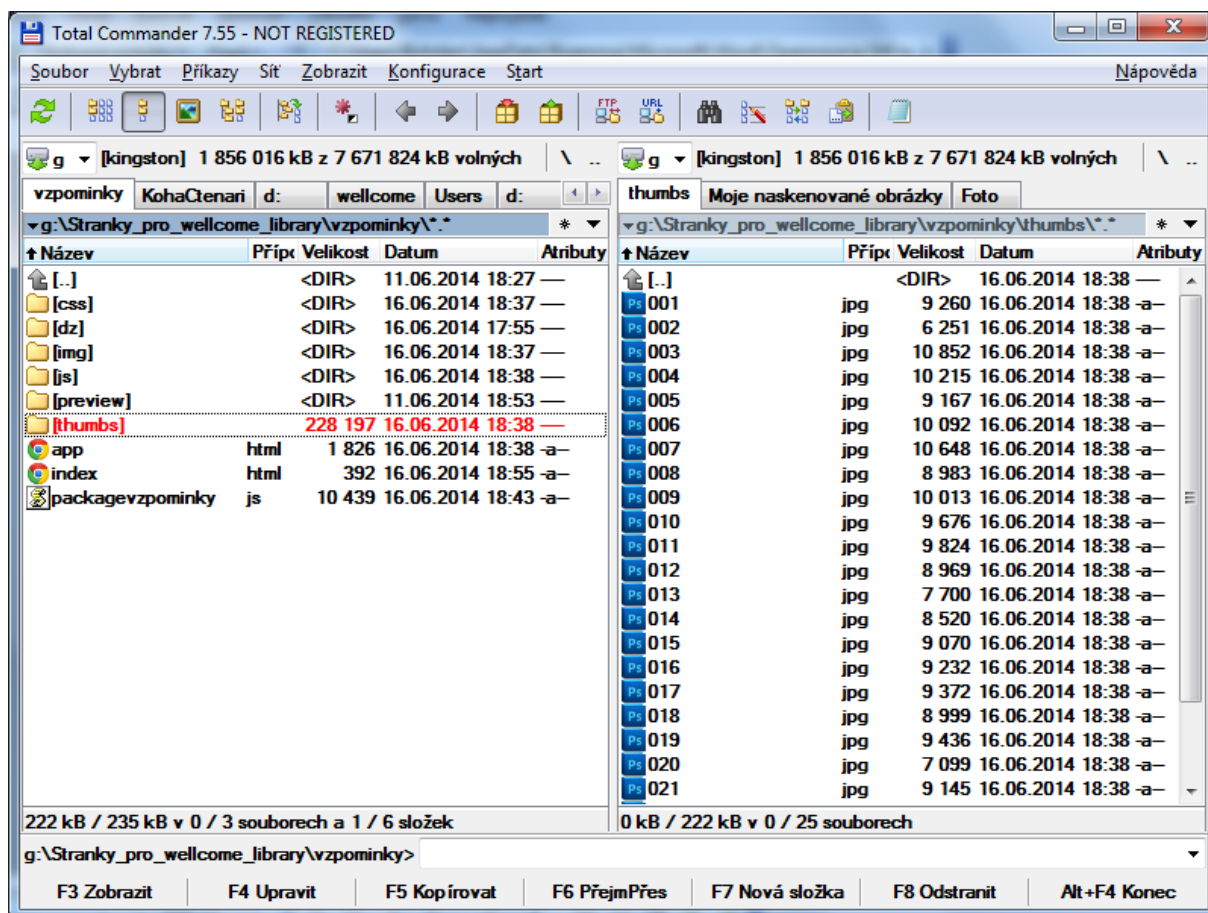 Total Commander 7.55 - NOT REGISTERED
Soubor Vybrat Příkazy Síť Zobrazit Konfigurace Start Nápověda
FTP URL
g [kingston] 1 856 016 kB z 7 671 824 kB volných \ ..
vzpominky KohaCtenari d: wellcome Users d:
g:\Stranky_pro_wellcome_library\vzpominky\*.* *
Název Přípo Velikost Datum Atributy
[..] <DIR> 11.06.2014 18:27 ----
[css] <DIR> 16.06.2014 18:37 ----
[dz] <DIR> 16.06.2014 17:55 ----
[img] <DIR> 16.06.2014 18:37 ----
[js] <DIR> 16.06.2014 18:38 ----
[preview] <DIR> 11.06.2014 18:53 ----
[thumbs] 228 197 16.06.2014 18:38 ----
app html 1 826 16.06.2014 18:38 -a--
index html 392 16.06.2014 18:55 -a--
packagevzpominky js 10 439 16.06.2014 18:43 -a--
222 kB / 235 kB v 0 / 3 souborech a 1 / 6 složek
g [kingston] 1 856 016 kB z 7 671 824 kB volných \ ..
thumbs Moje naskenované obrázky Foto
g:\Stranky_pro_wellcome_library\vzpominky\thumbs\*.* *
Název Přípo Velikost Datum Atributy
[..] <DIR> 16.06.2014 18:38 ----
001 jpg 9 260 16.06.2014 18:38 -a--
002 jpg 6 251 16.06.2014 18:38 -a--
003 jpg 10 852 16.06.2014 18:38 -a--
004 jpg 10 215 16.06.2014 18:38 -a--
005 jpg 9 167 16.06.2014 18:38 -a--
006 jpg 10 092 16.06.2014 18:38 -a--
007 jpg 10 648 16.06.2014 18:38 -a--
008 jpg 8 983 16.06.2014 18:38 -a--
009 jpg 10 013 16.06.2014 18:38 -a--
010 jpg 9 676 16.06.2014 18:38 -a--
011 jpg 9 824 16.06.2014 18:38 -a--
012 jpg 8 969 16.06.2014 18:38 -a--
013 jpg 7 700 16.06.2014 18:38 -a--
014 jpg 8 520 16.06.2014 18:38 -a--
015 jpg 9 070 16.06.2014 18:38 -a--
016 jpg 9 232 16.06.2014 18:38 -a--
017 jpg 9 372 16.06.2014 18:38 -a--
018 jpg 8 999 16.06.2014 18:38 -a--
019 jpg 9 436 16.06.2014 18:38 -a--
020 jpg 7 099 16.06.2014 18:38 -a--
021 jpg 9 145 16.06.2014 18:38 -a--
0 kB / 222 kB v 0 / 25 souborech
g:\Stranky_pro_wellcome_library\vzpominky>
F3 Zobrazit F4 Upravit F5 Kopírovat F6 PřejmPřes F7 Nová složka F8 Odstranit Alt+F4 Konec